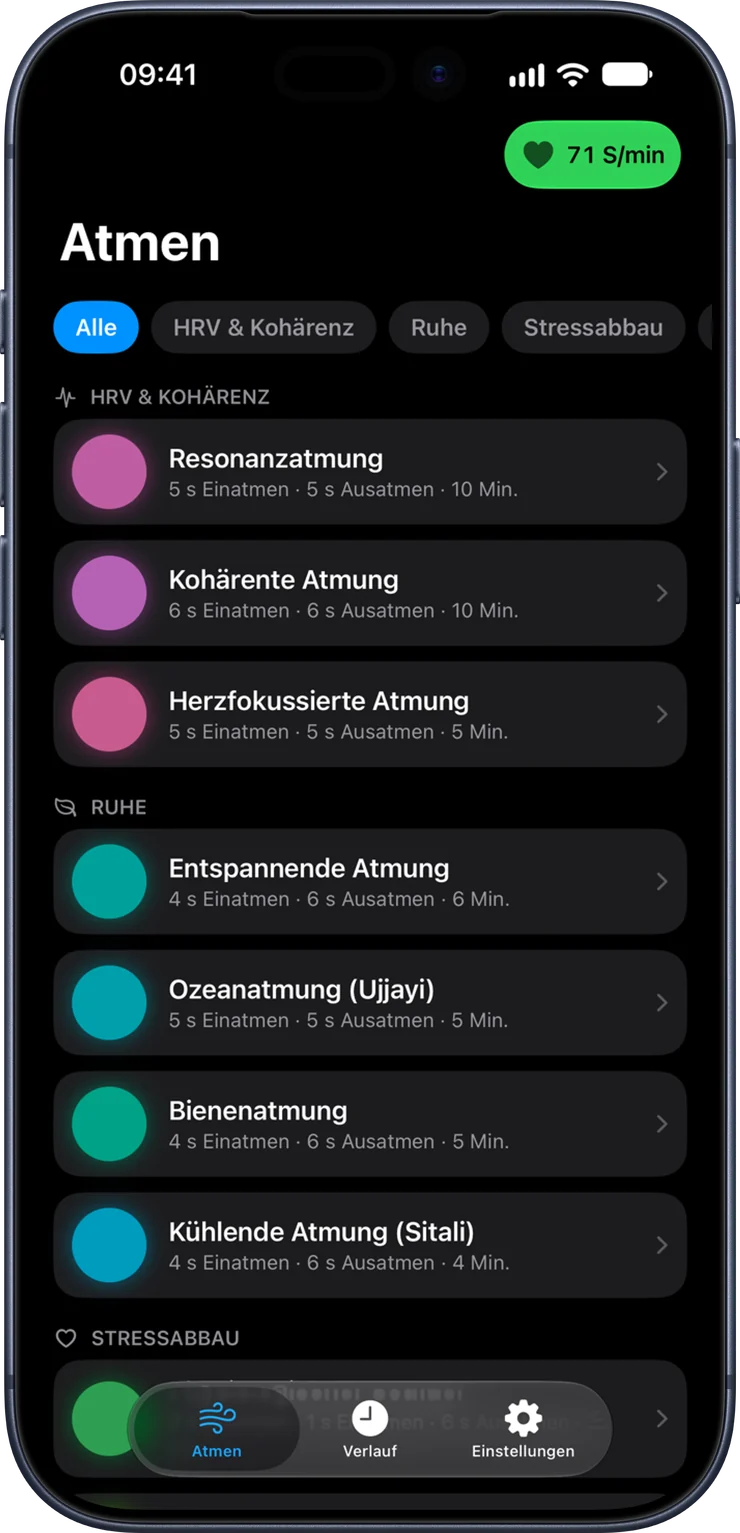 09:41
71 S/min
Atmen
Alle
HRV & Kohärenz
Ruhe
Stressabbau
HRV & KOHÄRENZ
Resonanzatmung
5 s Einatmen · 5 s Ausatmen · 10 Min.
Kohärente Atmung
6 s Einatmen · 6 s Ausatmen · 10 Min.
Herzfokussierte Atmung
5 s Einatmen · 5 s Ausatmen · 5 Min.
RUHE
Entspannende Atmung
4 s Einatmen · 6 s Ausatmen · 6 Min.
Ozeanatmung (Ujjayi)
5 s Einatmen · 5 s Ausatmen · 5 Min.
Bienenatmung
4 s Einatmen · 6 s Ausatmen · 5 Min.
Kühlende Atmung (Sitali)
4 s Einatmen · 6 s Ausatmen · 4 Min.
STRESSABBAU
Atmen
Verlauf
Einstellungen